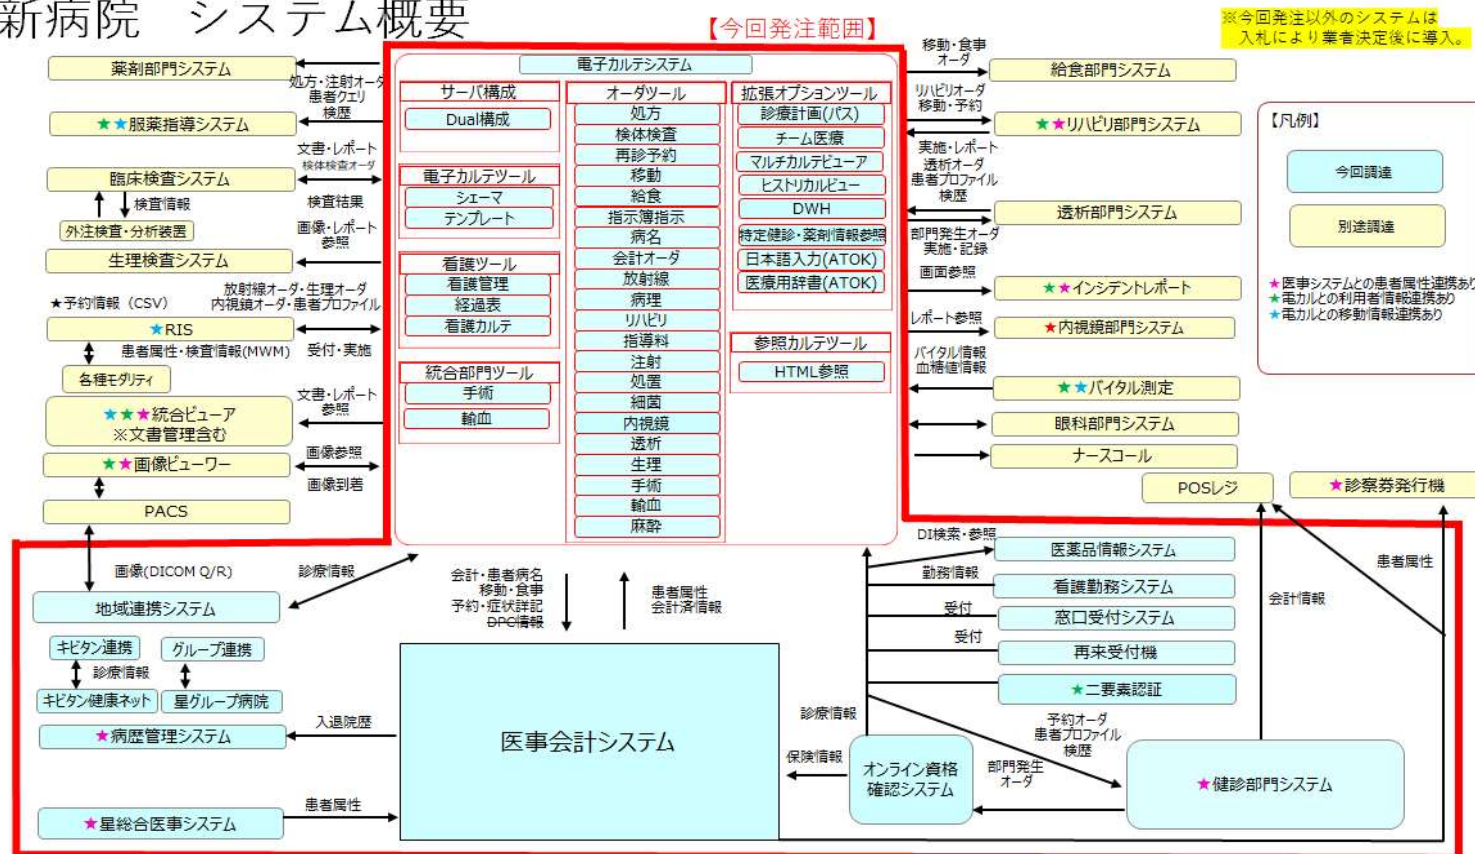 新病院　システム概要
【今回発注範囲】
※今回発注以外のシステムは
入札により業者決定後に導入。
薬剤部門システム
処方・注射オーダ
患者クエリ
検歴
★★服薬指導システム
文書・レポート
検体検査オーダ
臨床検査システム
検査情報
検査結果
外注検査・分析装置
画像・レポート
参照
生理検査システム
放射線オーダ・生理オーダ
内視鏡オーダ・患者プロファイル
★予約情報（CSV）
★RIS
患者属性・検査情報(MWM)
受付・実施
各種モダリティ
文書・レポート
参照
★★★統合ビューア
※文書管理含む
画像参照
★★画像ビューワー
画像到着
PACS
電子カルテシステム
サーバ構成
Dual構成
電子カルテツール
シェーマ
テンプレート
看護ツール
看護管理
経過表
看護カルテ
統合部門ツール
手術
輸血
オーダツール
処方
検体検査
再診予約
移動
給食
指示簿指示
病名
会計オーダ
放射線
病理
リハビリ
指導料
注射
処置
細菌
内視鏡
透析
生理
手術
輸血
麻酔
拡張オプションツール
診療計画(パス)
チーム医療
マルチカルテビューア
ヒストリカルビュー
DWH
特定健診・薬剤情報参照
日本語入力(ATOK)
医療用辞書(ATOK)
参照カルテツール
HTML参照
移動・食事
オーダ
給食部門システム
リハビリオーダ
移動・予約
★★リハビリ部門システム
実施・レポート
透析オーダ
患者プロファイル
検歴
透析部門システム
部門発生オーダ
実施・記録
画面参照
★★インシデントレポート
レポート参照
★内視鏡部門システム
バイタル情報
血糖値情報
★★バイタル測定
眼科部門システム
ナースコール
POSレジ
★診察券発行機
【凡例】
今回調達
別途調達
★医事システムとの患者属性連携あり
★電カルとの利用者情報連携あり
★電カルとの移動情報連携あり
画像(DICOM Q/R)
診療情報
地域連携システム
キビタン連携
グループ連携
診療情報
キビタン健康ネット
星グループ病院
★病歴管理システム
入退院歴
★星総合医事システム
患者属性
会計・患者病名
移動・食事
予約・症状詳記
DPC情報
患者属性
会計済情報
医事会計システム
DI検索・参照
医薬品情報システム
勤務情報
看護勤務システム
受付
窓口受付システム
受付
再来受付機
★二要素認証
診療情報
保険情報
オンライン資格
確認システム
予約オーダ
患者プロファイル
検歴
部門発生
オーダ
★健診部門システム
会計情報
患者属性